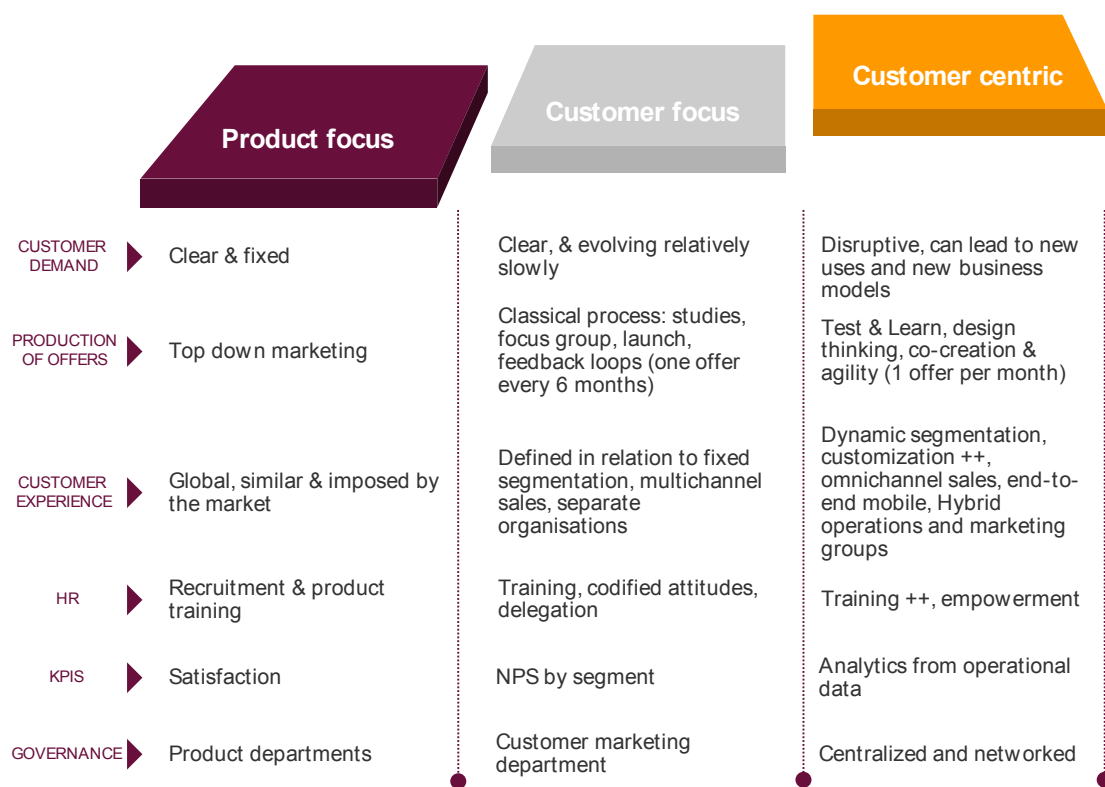 Product focus
Customer focus
Customer centric
CUSTOMER
DEMAND
Clear & fixed
Clear, & evolving relatively
slowly
Disruptive, can lead to new
uses and new business
models
PRODUCTION
OF OFFERS
Top down marketing
Classical process: studies,
focus group, launch,
feedback loops (one offer
every 6 months)
Test & Learn, design
thinking, co-creation &
agility (1 offer per month)
CUSTOMER
EXPERIENCE
Global, similar & imposed by
the market
Defined in relation to fixed
segmentation, multichannel
sales, separate
organisations
Dynamic segmentation,
customization ++,
omnichannel sales, end-to-
end mobile, Hybrid
operations and marketing
groups
HR
Recruitment & product
training
Training, codified attitudes,
delegation
Training ++, empowerment
KPIS
Satisfaction
NPS by segment
Analytics from operational
data
GOVERNANCE
Product departments
Customer marketing
department
Centralized and networked